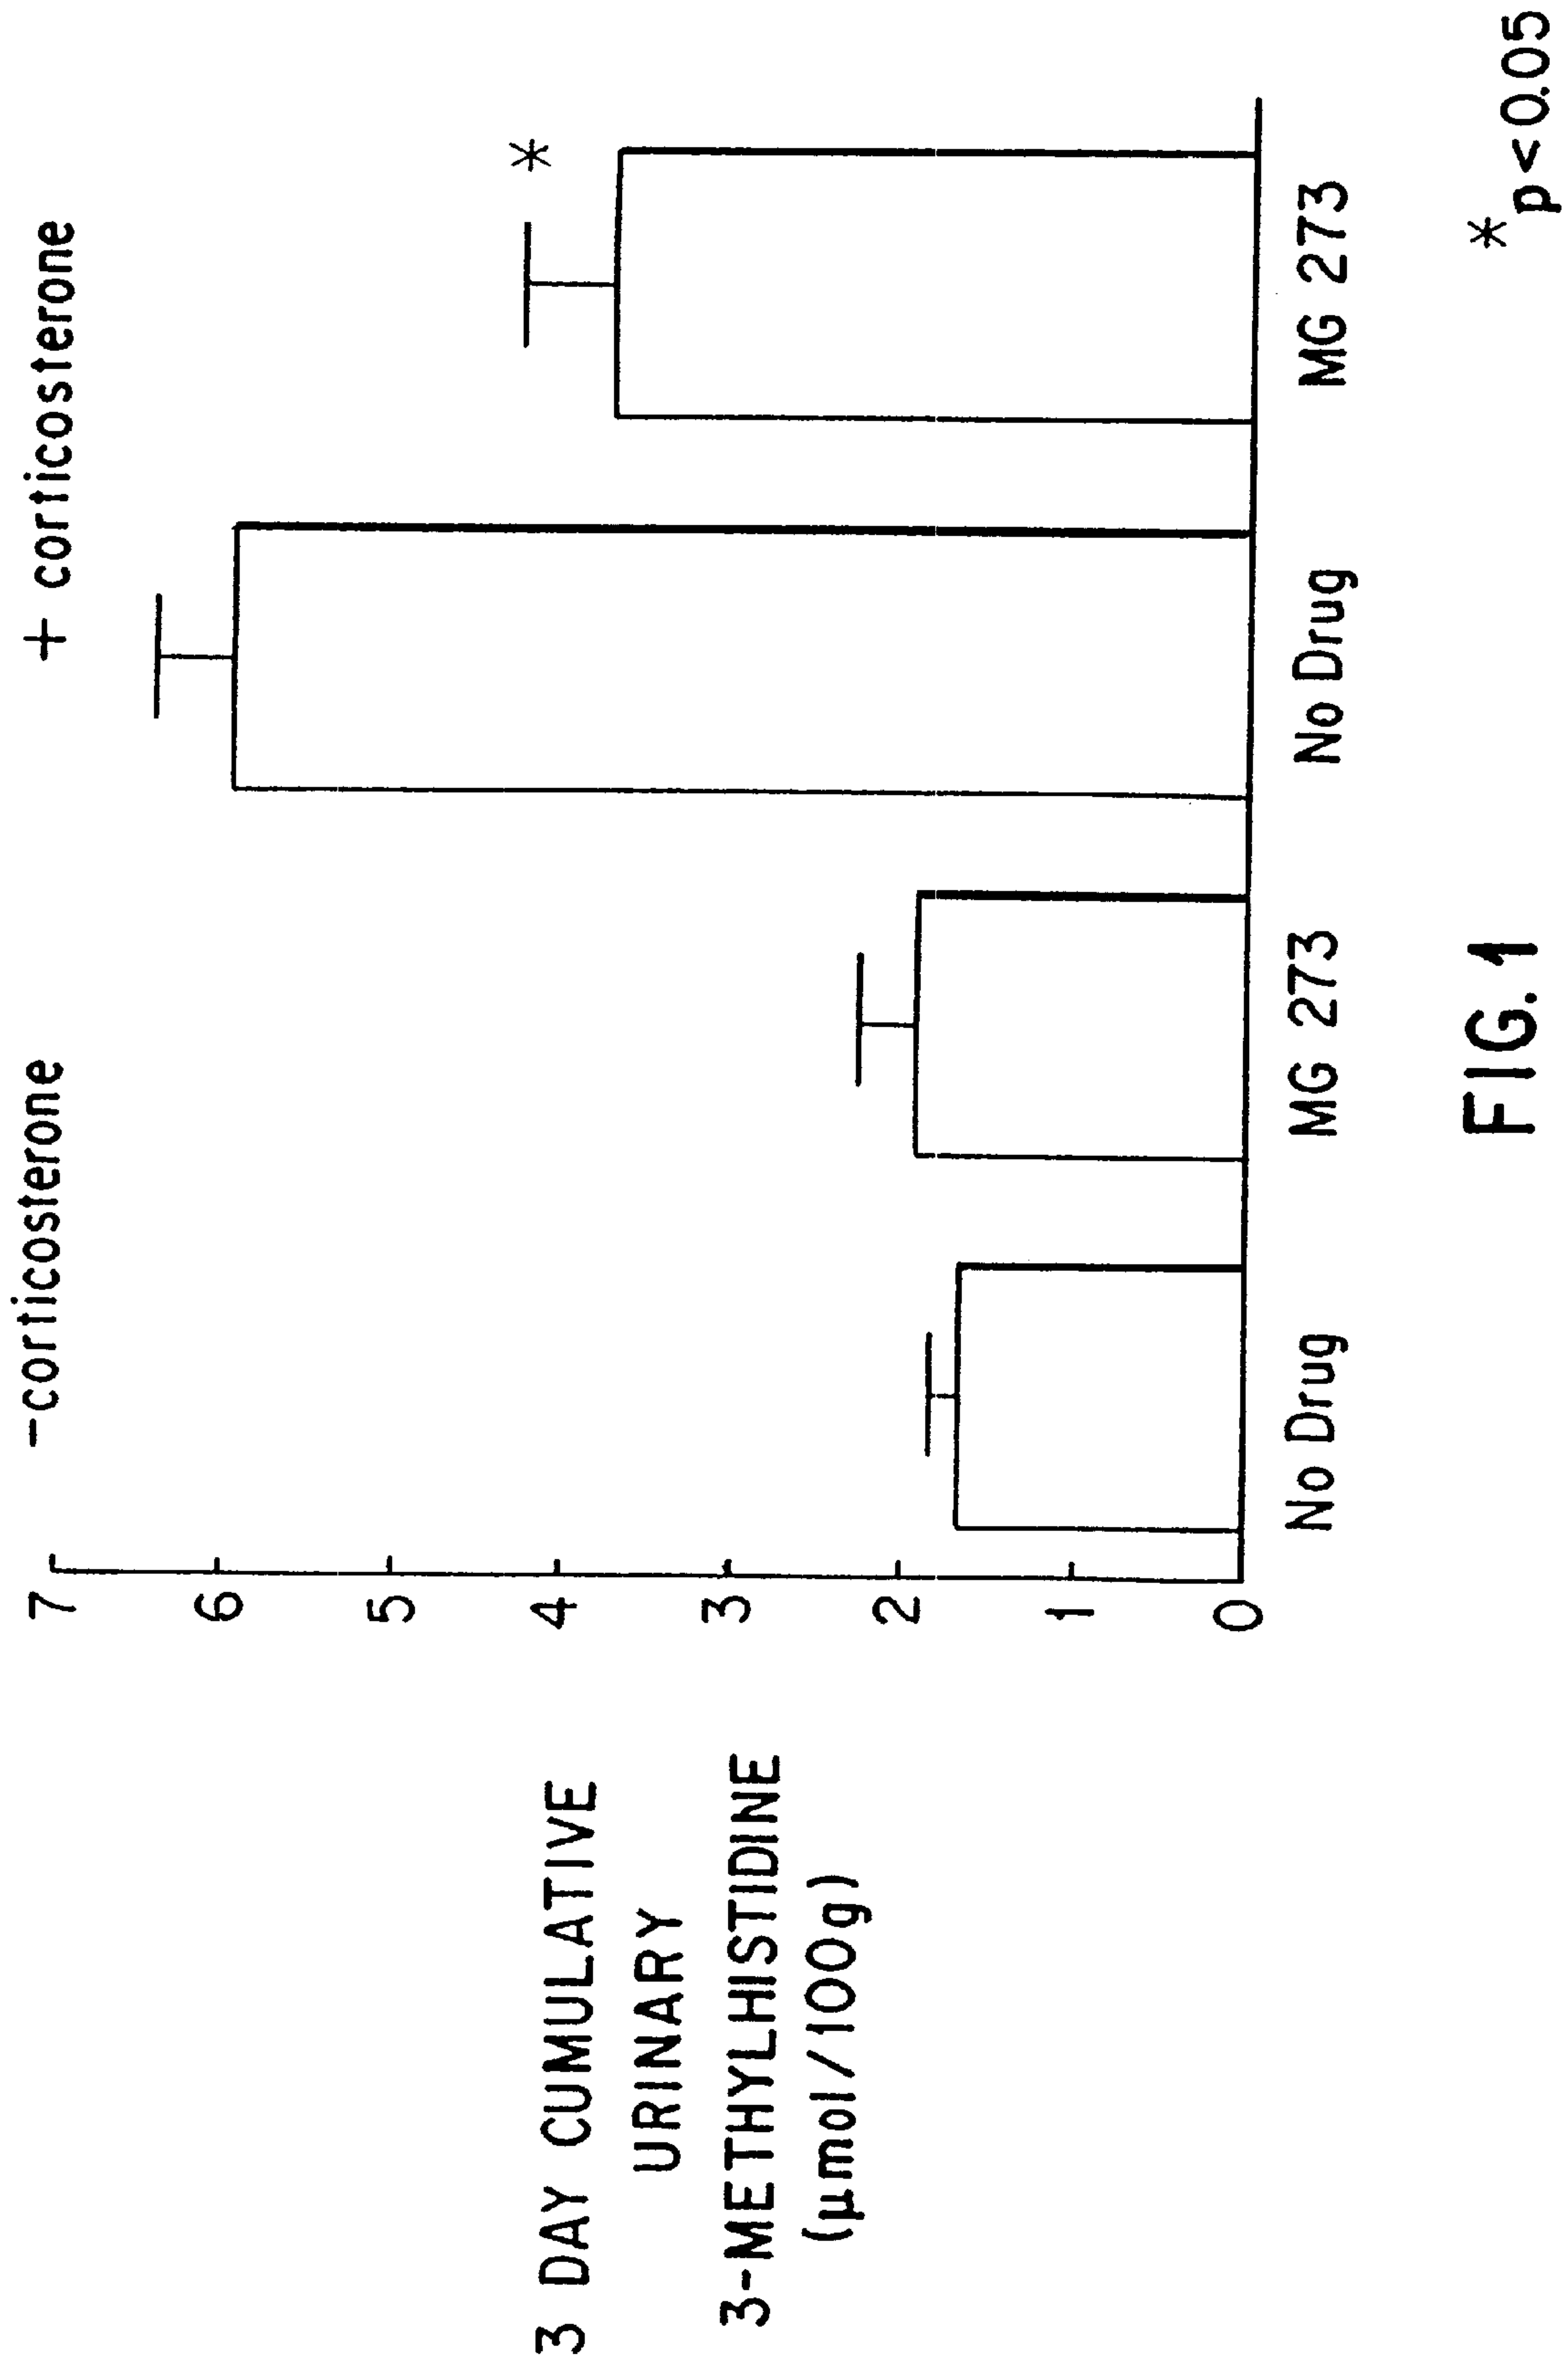 -corticosterone
+ corticosterone
7
6
5
4
3
2
1
0
3 DAY CUMULATIVE
URINARY
3-METHYLHISTIDINE
(μmol/100g)
*
No Drug
MG 273
No Drug
MG 273
* p<0.05
FIG. 1